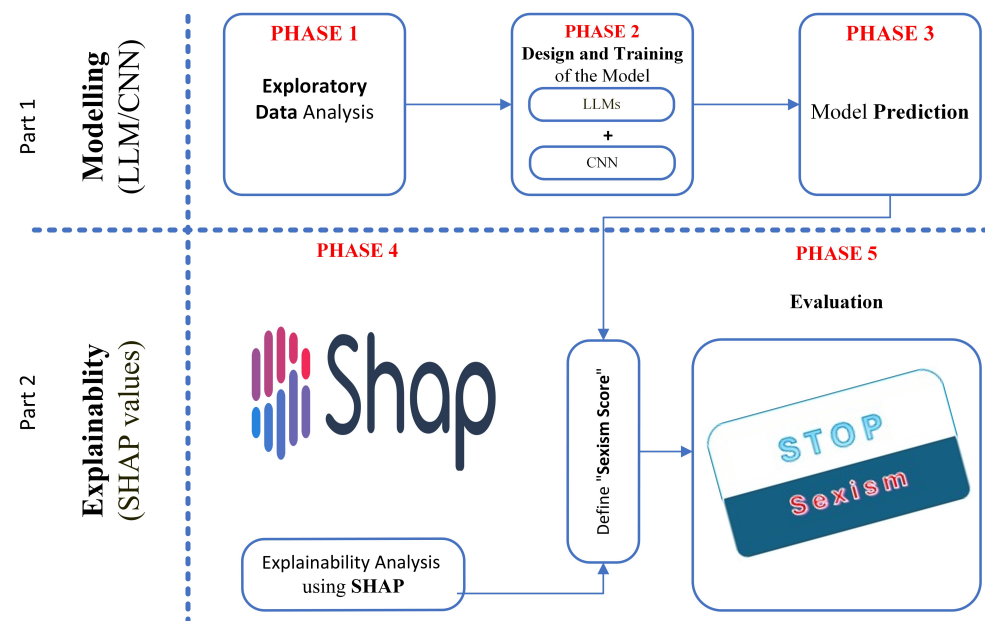 Part 1
Modelling
(LLM/CNN)
PHASE 1
Exploratory
Data Analysis
PHASE 2
Design and Training
of the Model
LLMs
+
CNN
PHASE 3
Model Prediction
Part 2
Explainablity
(SHAP values)
PHASE 4
Shap
Explainability Analysis
using SHAP
Define "Sexism Score"
PHASE 5
Evaluation
STOP
Sexism